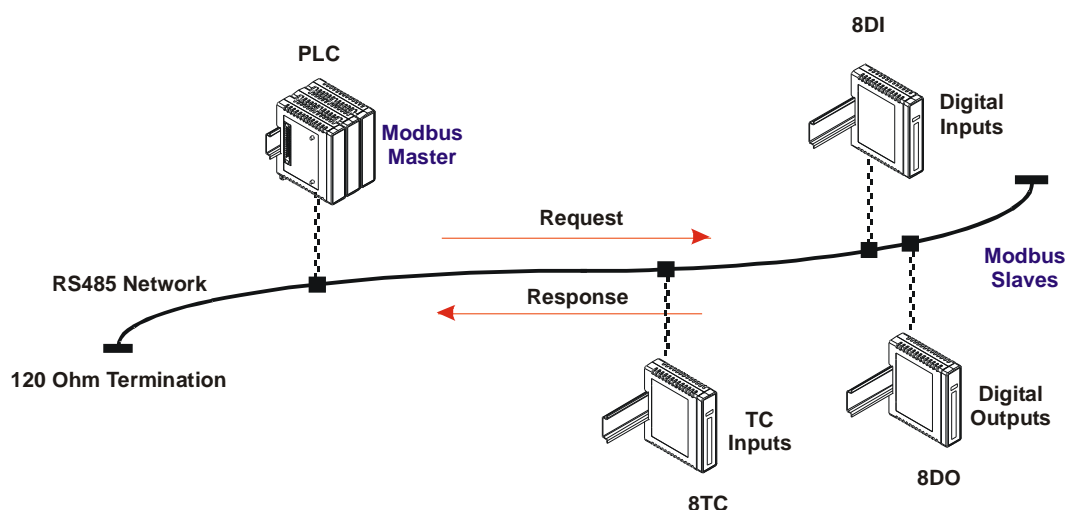 8DI
PLC
Digital
Inputs
Modbus
Master
Request
Modbus
Slaves
RS485 Network
Response
120 Ohm Termination
TC
Inputs
Digital
Outputs
8DO
8TC